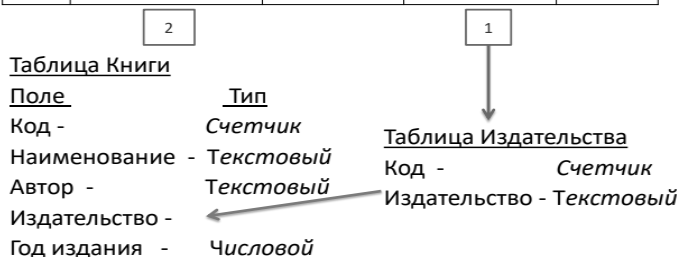 2
1
Таблица Книги
Поле Тип
Код - Счетчик
Наименование - Текстовый
Автор - Текстовый
Издательство -
Год издания - Числовой
Таблица Издательства
Код - Счетчик
Издательство - Текстовый